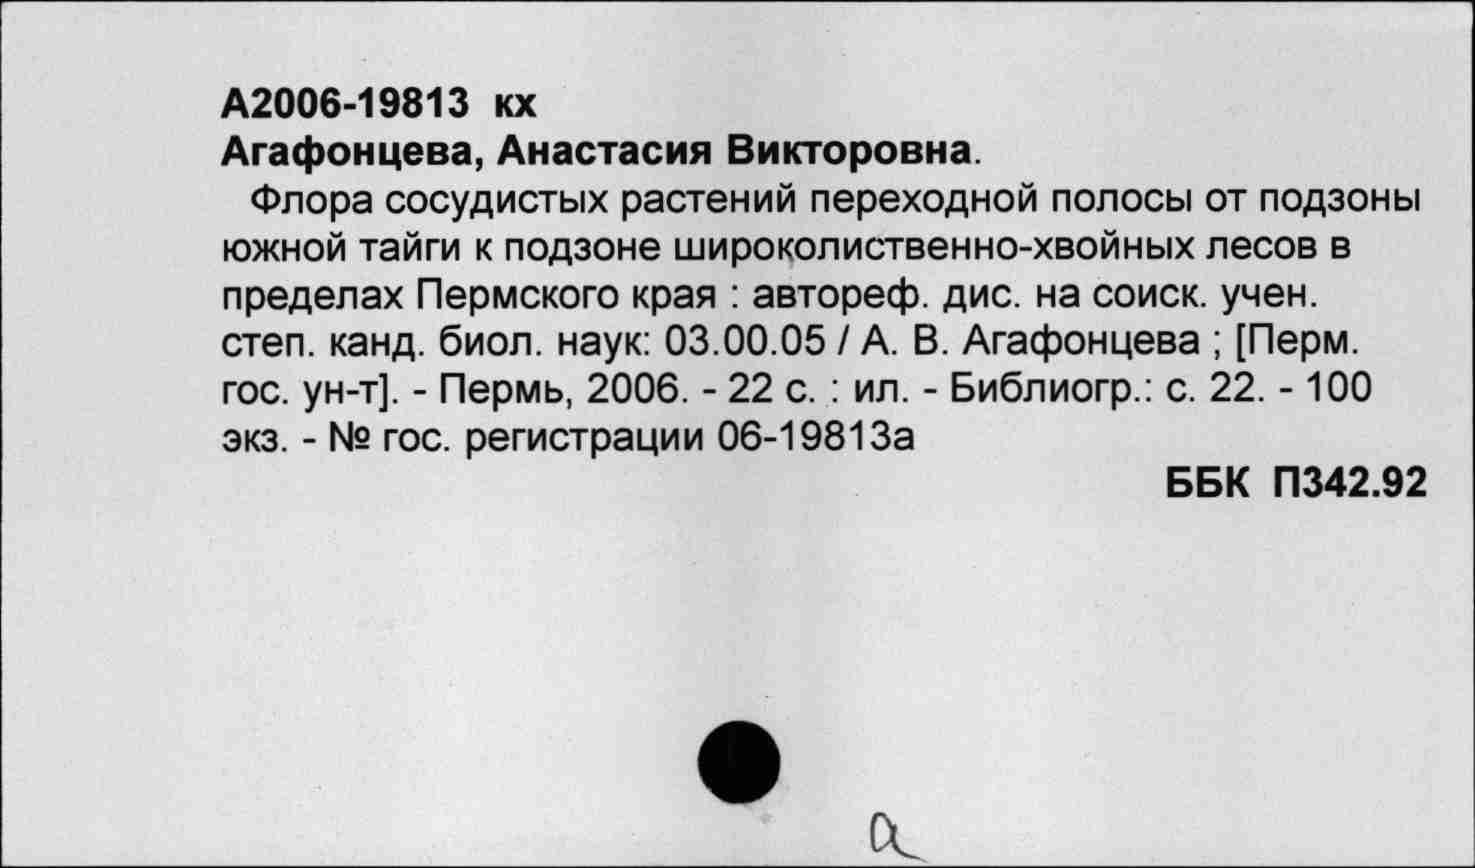 А2006-19813 кх
Агафонцева, Анастасия Викторовна.
Флора сосудистых растений переходной полосы от подзоны
южной тайги к подзоне широколиственно-хвойных лесов в
пределах Пермского края : автореф. дис. на соиск. учен.
степ. канд. биол. наук: 03.00.05 / А. В. Агафонцева ; [Перм.
гос. ун-т]. - Пермь, 2006. - 22 с. : ил. - Библиогр.: с. 22. - 100
экз. - № гос. регистрации 06-19813а
ББК П342.92
а